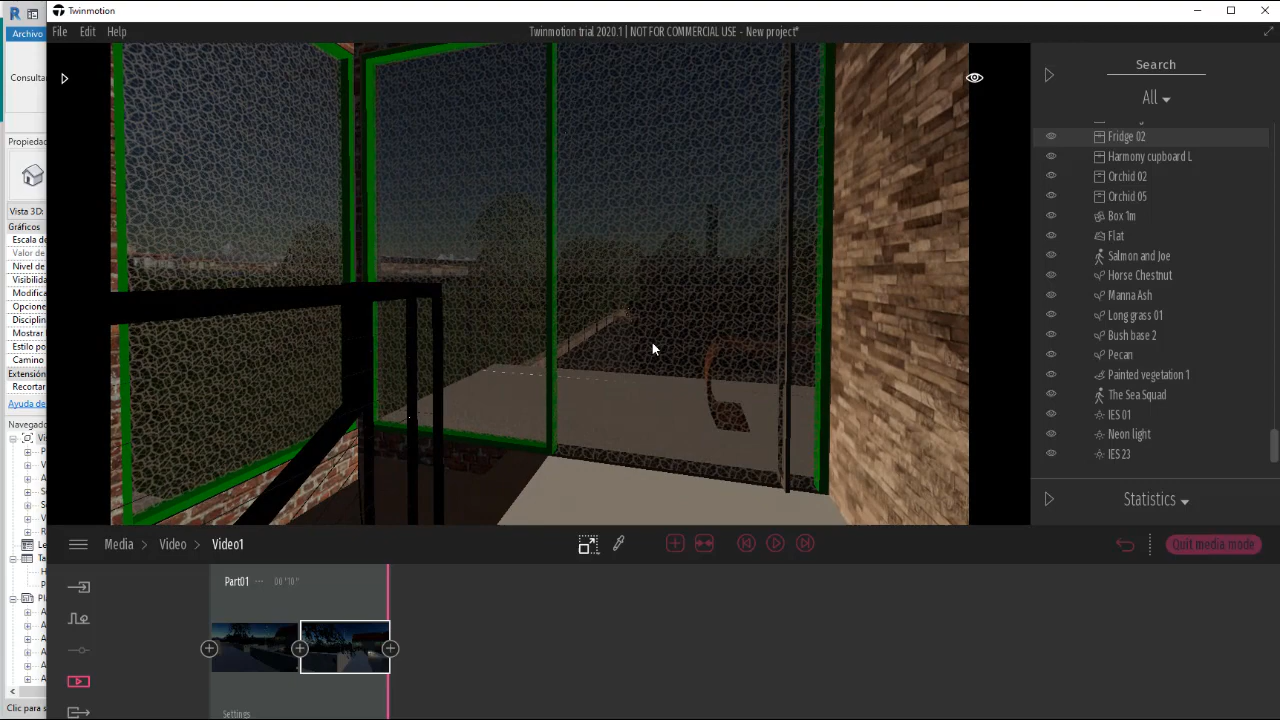 Twinmotion
Archivo
File Edit Help
Twinmotion trial 2020.1 | NOT FOR COMMERCIAL USE - New project*
Consultar
Propiedad
Vista 3D:
Gráficos
Escala de
Valor de
Nivel de
Visibilida
Modifica
Opcione
Disciplin
Mostrar
Estilo po
Camino
Extensión
Recortar
Ayuda de
Navegado
Clic para s
Search
All
Fridge 02
Harmony cupboard L
Orchid 02
Orchid 05
Box 1m
Flat
Salmon and Joe
Horse Chestnut
Manna Ash
Long grass 01
Bush base 2
Pecan
Painted vegetation 1
The Sea Squad
IES 01
Neon light
IES 23
Statistics
Media > Video > Video1
Quit media mode
Part01 ··· 00 "10"
Settings